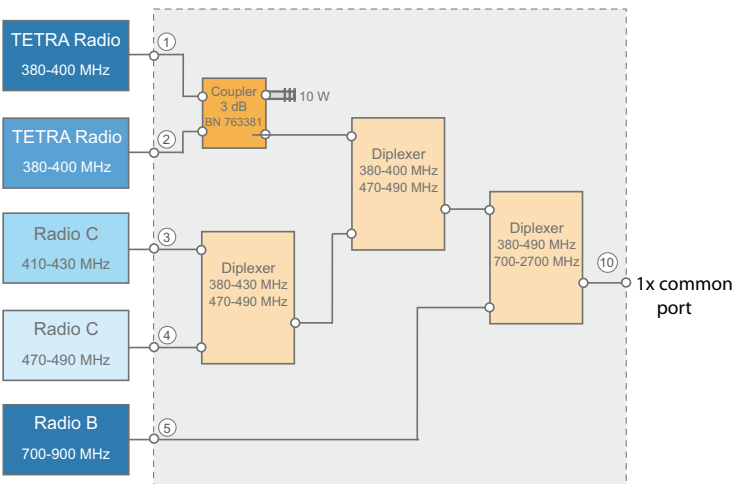 TETRA Radio
380-400 MHz
1
Coupler
3 dB
BN 763381
10 W
TETRA Radio
380-400 MHz
2
Diplexer
380-400 MHz
470-490 MHz
Radio C
410-430 MHz
3
Diplexer
380-430 MHz
470-490 MHz
Diplexer
380-490 MHz
700-2700 MHz
10
1x common
port
Radio C
470-490 MHz
4
Radio B
700-900 MHz
5